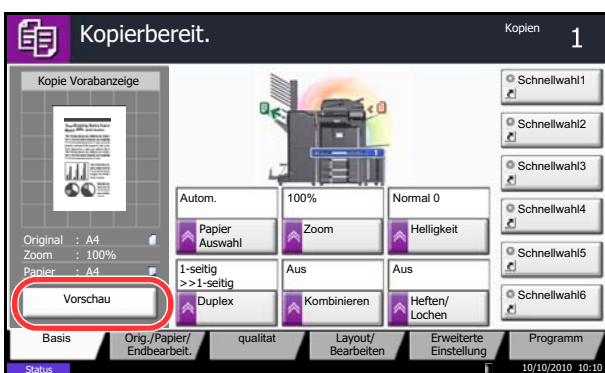 Kopierbereit.
Kopien
1
Kopie Vorabanzeige
Original : A4
Zoom : 100%
Papier : A4
Vorschau
1
Autom.
Papier
Auswahl
100%
Zoom
Normal 0
Helligkeit
1-seitig
>>1-seitig
Duplex
Aus
Kombinieren
Aus
Heften/
Lochen
Schnellwahl1
Schnellwahl2
Schnellwahl3
Schnellwahl4
Schnellwahl5
Schnellwahl6
Basis
Orig./Papier/
Endbearbeit.
qualitat
Layout/
Bearbeiten
Erweiterte
Einstellung
Programm
Status
10/10/2010 10:10